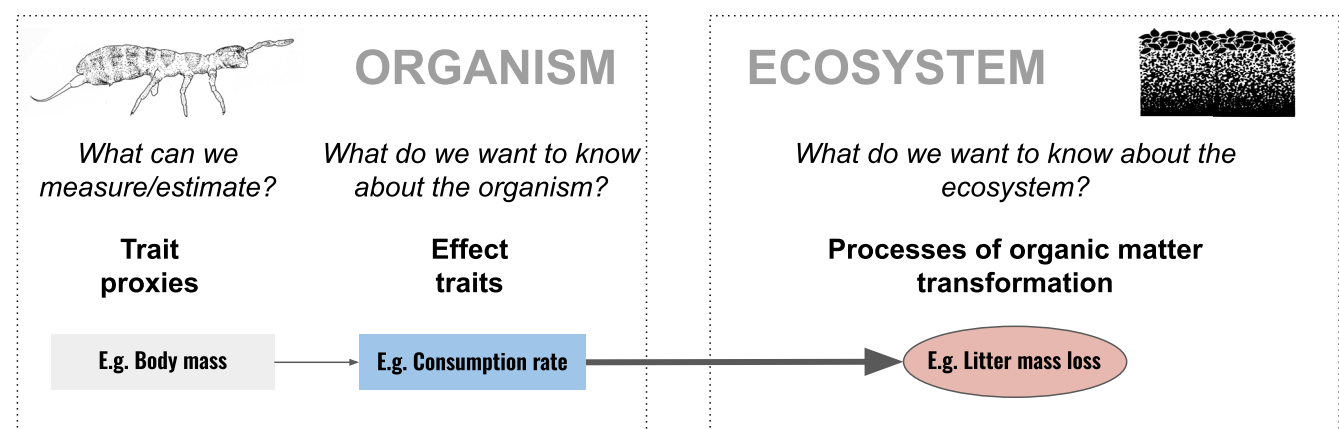 ORGANISM
ECOSYSTEM
What can we
measure/estimate?
What do we want to know
about the organism?
What do we want to know about the
ecosystem?
Trait
proxies
Effect
traits
Processes of organic matter
transformation
E.g. Body mass
E.g. Consumption rate
E.g. Litter mass loss